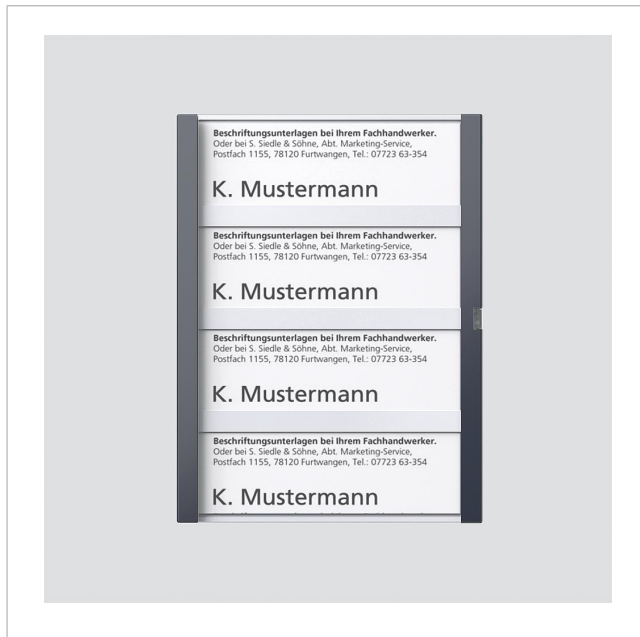 Beschriftungsunterlagen bei Ihrem Fachhandwerker.
Oder bei S. Siedle & Söhne, Abt. Marketing-Service,
Postfach 1155, 78120 Furtwangen, Tel.: 07723 63-354
K. Mustermann
Beschriftungsunterlagen bei Ihrem Fachhandwerker.
Oder bei S. Siedle & Söhne, Abt. Marketing-Service,
Postfach 1155, 78120 Furtwangen, Tel.: 07723 63-354
K. Mustermann
Beschriftungsunterlagen bei Ihrem Fachhandwerker.
Oder bei S. Siedle & Söhne, Abt. Marketing-Service,
Postfach 1155, 78120 Furtwangen, Tel.: 07723 63-354
K. Mustermann
Beschriftungsunterlagen bei Ihrem Fachhandwerker.
Oder bei S. Siedle & Söhne, Abt. Marketing-Service,
Postfach 1155, 78120 Furtwangen, Tel.: 07723 63-354
K. Mustermann